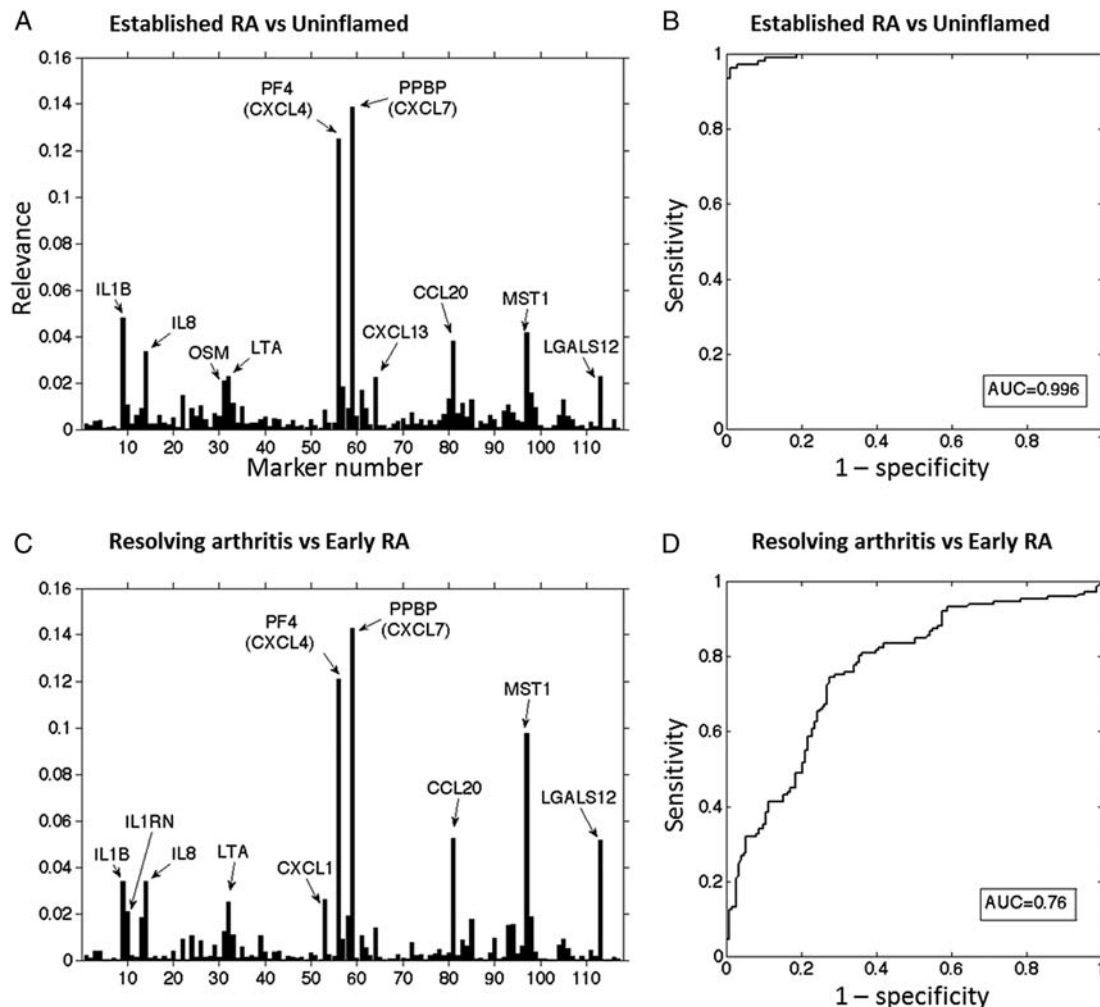 A
Established RA vs Uninflamed
0.16
0.14
0.12
0.1
0.08
0.06
0.04
0.02
0
Relevance
PF4
(CXCL4)
PPBP
(CXCL7)
IL1B
IL8
OSM
LTA
CXCL13
CCL20
MST1
LGALS12
10 20 30 40 50 60 70 80 90 100 110
Marker number
B
Established RA vs Uninflamed
1
0.8
0.6
0.4
0.2
0
Sensitivity
AUC=0.996
0 0.2 0.4 0.6 0.8 1
1 – specificity
C
Resolving arthritis vs Early RA
0.16
0.14
0.12
0.1
0.08
0.06
0.04
0.02
0
PF4
(CXCL4)
PPBP
(CXCL7)
MST1
CCL20
LGALS12
IL1RN
IL1B
IL8
LTA
CXCL1
10 20 30 40 50 60 70 80 90 100 110
D
Resolving arthritis vs Early RA
1
0.8
0.6
0.4
0.2
0
Sensitivity
AUC=0.76
0 0.2 0.4 0.6 0.8 1
1 – specificity